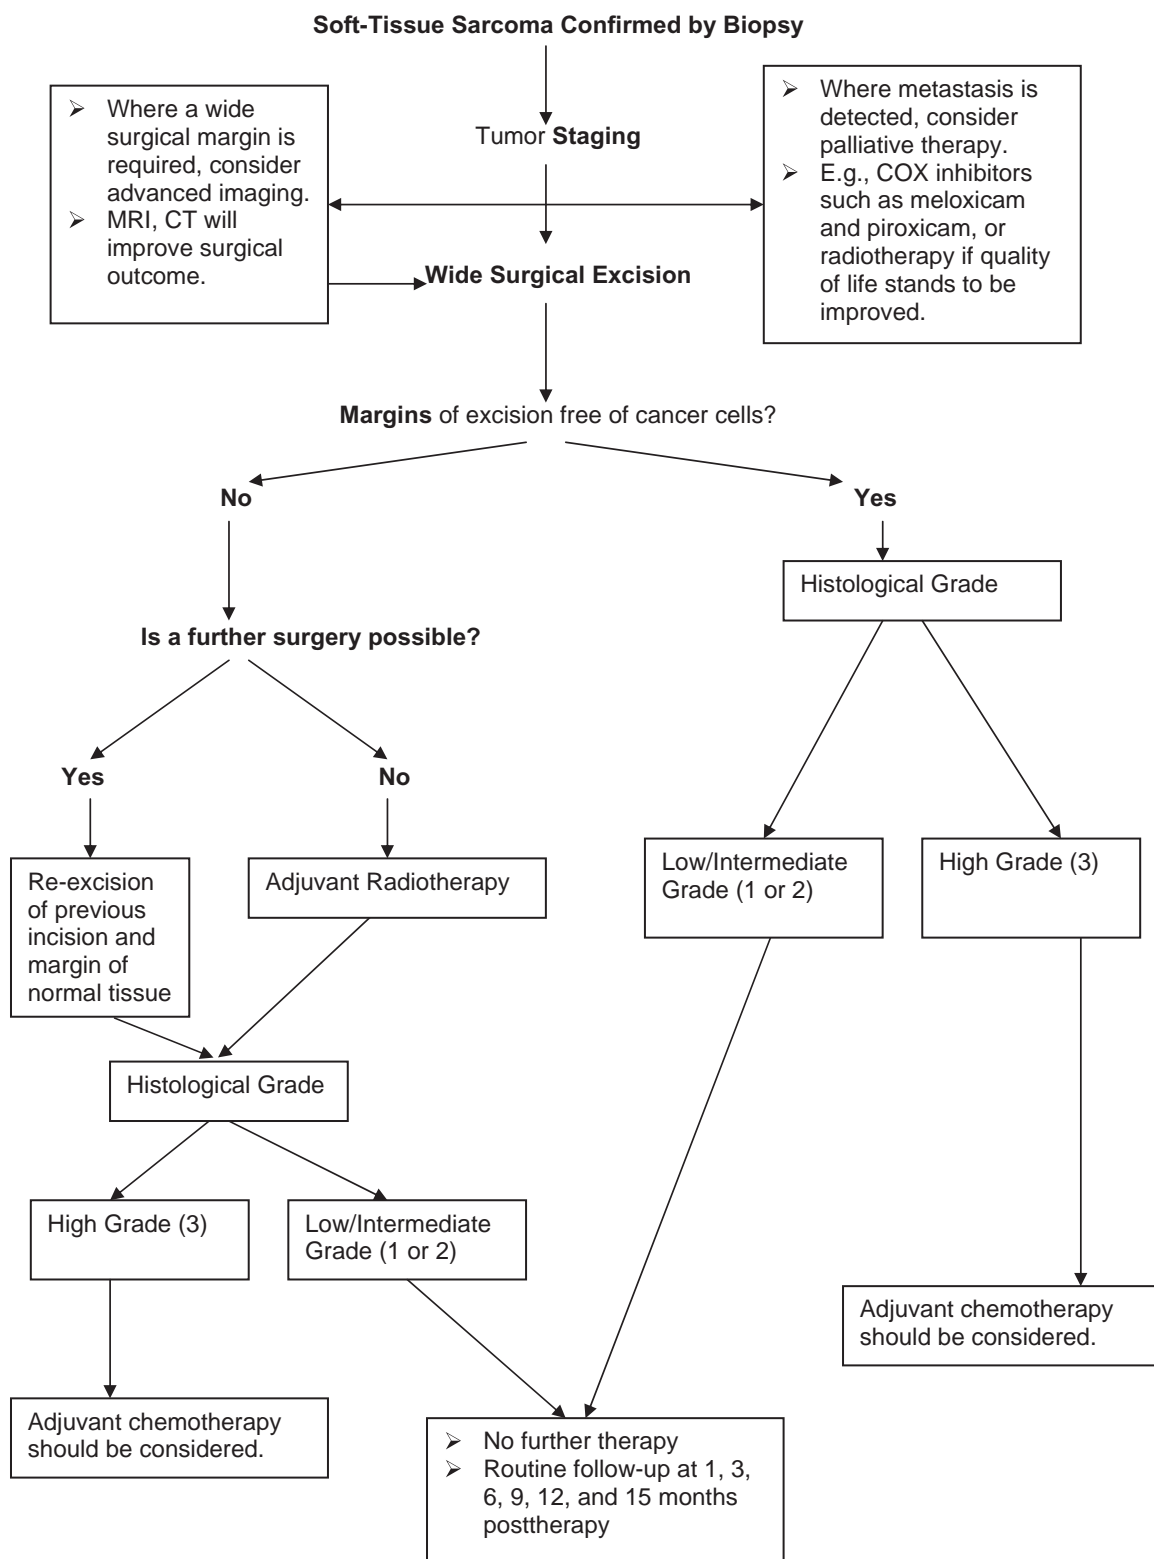 Soft-Tissue Sarcoma Confirmed by Biopsy
➢ Where a wide
surgical margin is
required, consider
advanced imaging.
➢ MRI, CT will
improve surgical
outcome.
Tumor Staging
➢ Where metastasis is
detected, consider
palliative therapy.
➢ E.g., COX inhibitors
such as meloxicam
and piroxicam, or
radiotherapy if quality
of life stands to be
improved.
Wide Surgical Excision
Margins of excision free of cancer cells?
No
Yes
Histological Grade
Is a further surgery possible?
Yes
No
Re-excision
of previous
incision and
margin of
normal tissue
Adjuvant Radiotherapy
Low/Intermediate
Grade (1 or 2)
High Grade (3)
Histological Grade
High Grade (3)
Low/Intermediate
Grade (1 or 2)
Adjuvant chemotherapy
should be considered.
Adjuvant chemotherapy
should be considered.
➢ No further therapy
➢ Routine follow-up at 1, 3,
6, 9, 12, and 15 months
posttherapy